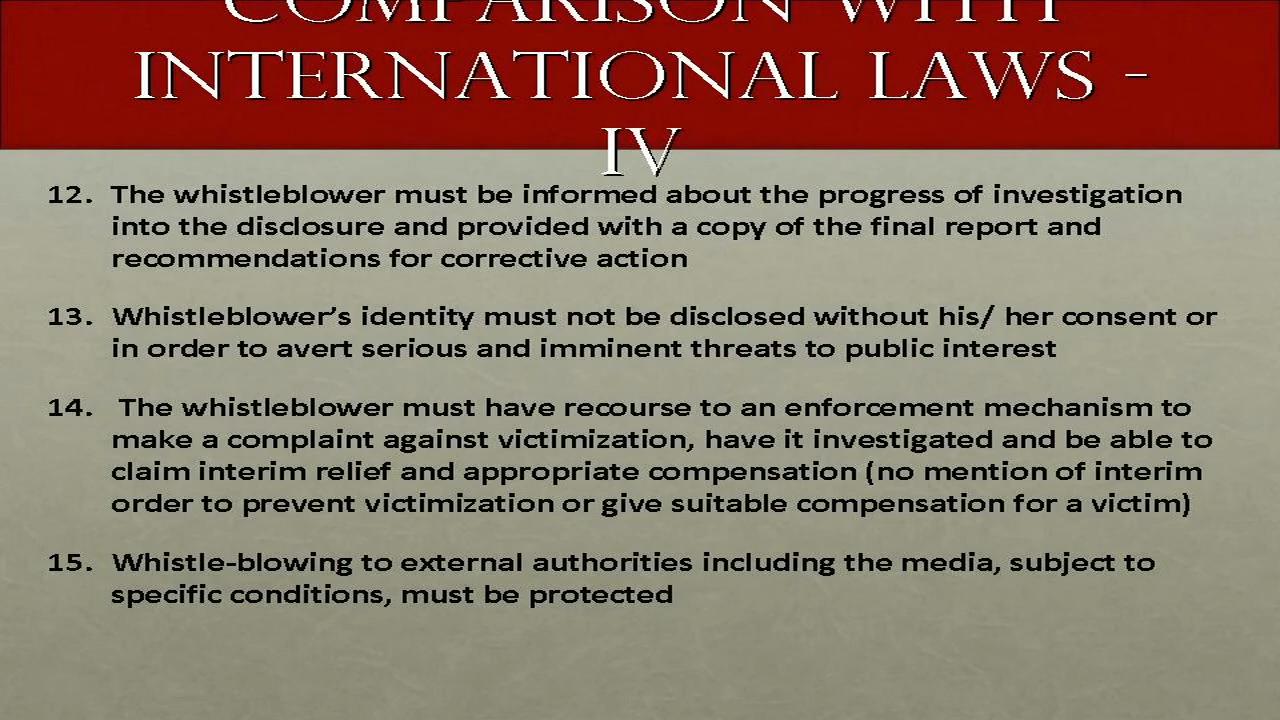 COMPARISON WITH
INTERNATIONAL LAWS -
IV
12. The whistleblower must be informed about the progress of investigation
into the disclosure and provided with a copy of the final report and
recommendations for corrective action
13. Whistleblower’s identity must not be disclosed without his/ her consent or
in order to avert serious and imminent threats to public interest
14. The whistleblower must have recourse to an enforcement mechanism to
make a complaint against victimization, have it investigated and be able to
claim interim relief and appropriate compensation (no mention of interim
order to prevent victimization or give suitable compensation for a victim)
15. Whistle-blowing to external authorities including the media, subject to
specific conditions, must be protected